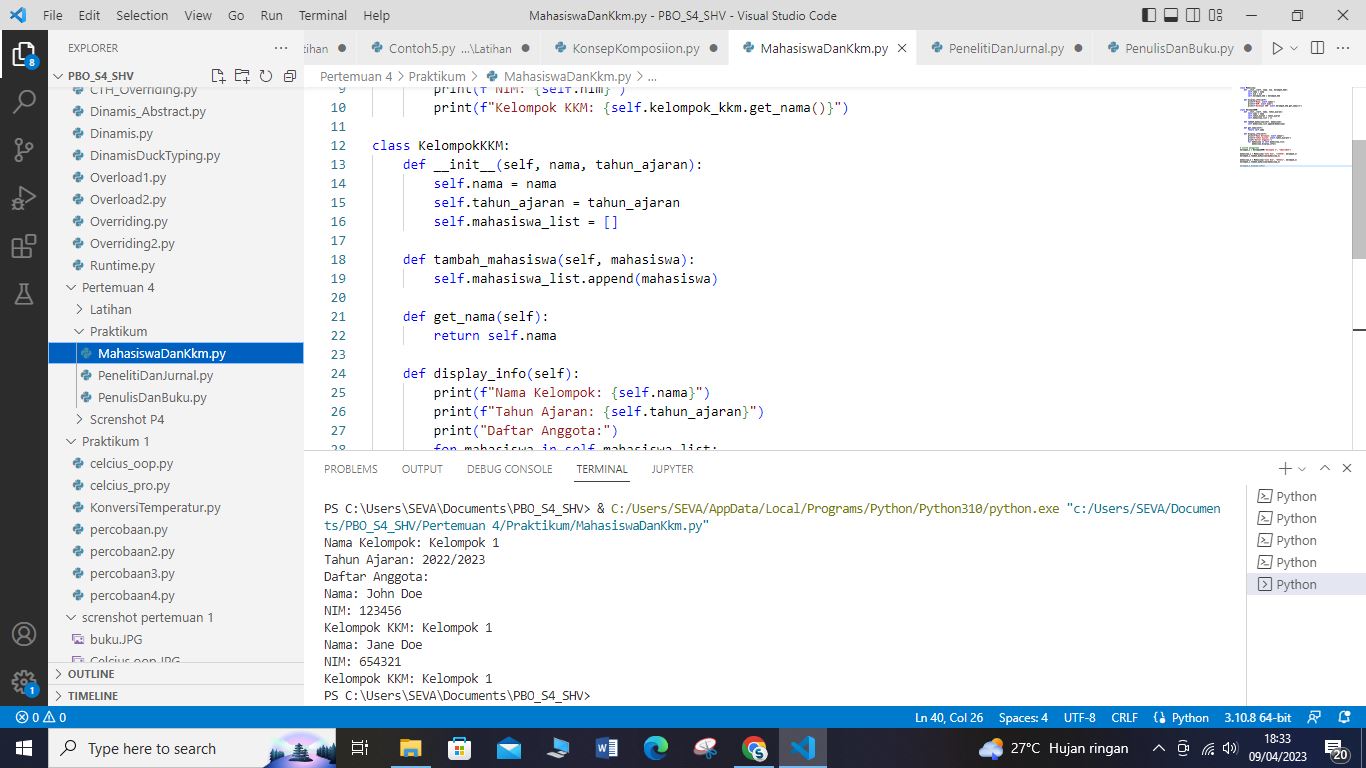 File Edit Selection View Go Run Terminal Help MahasiswaDanKkm.py - PBO_S4_SHV - Visual Studio Code
EXPLORER
8
PBO_S4_SHV
CTH_Overriding.py
Dinamis_Abstract.py
Dinamis.py
DinamisDuckTyping.py
Overload1.py
Overload2.py
Overriding.py
Overriding2.py
Runtime.py
Pertemuan 4
Latihan
Praktikum
MahasiswaDanKkm.py
PenelitiDanJurnal.py
PenulisDanBuku.py
Screnshot P4
Praktikum 1
celcius_oop.py
celcius_pro.py
KonversiTemperatur.py
percobaan.py
percobaan2.py
percobaan3.py
percobaan4.py
screnshot pertemuan 1
buku.JPG
Celcius oop.JPG
OUTLINE
TIMELINE
1
tihan Contoh5.py ...\Latihan KonsepKomposiion.py MahasiswaDanKkm.py PenelitiDanJurnal.py PenulisDanBuku.py
Pertemuan 4 > Praktikum > MahasiswaDanKkm.py > ...
9 print(f"NIM: {self.nim}")
10 print(f"Kelompok KKM: {self.kelompok_kkm.get_nama()}")
11
12 class KelompokKKM:
13 def __init__(self, nama, tahun_ajaran):
14 self.nama = nama
15 self.tahun_ajaran = tahun_ajaran
16 self.mahasiswa_list = []
17
18 def tambah_mahasiswa(self, mahasiswa):
19 self.mahasiswa_list.append(mahasiswa)
20
21 def get_nama(self):
22 return self.nama
23
24 def display_info(self):
25 print(f"Nama Kelompok: {self.nama}")
26 print(f"Tahun Ajaran: {self.tahun_ajaran}")
27 print("Daftar Anggota:")
28 for mahasiswa in self.mahasiswa_list:
PROBLEMS OUTPUT DEBUG CONSOLE TERMINAL JUPYTER
PS C:\Users\SEVA\Documents\PBO_S4_SHV> & C:/Users/SEVA/AppData/Local/Programs/Python/Python310/python.exe "c:/Users/SEVA/Documen
ts/PBO_S4_SHV/Pertemuan 4/Praktikum/MahasiswaDanKkm.py"
Nama Kelompok: Kelompok 1
Tahun Ajaran: 2022/2023
Daftar Anggota:
Nama: John Doe
NIM: 123456
Kelompok KKM: Kelompok 1
Nama: Jane Doe
NIM: 654321
Kelompok KKM: Kelompok 1
PS C:\Users\SEVA\Documents\PBO_S4_SHV>
Python
Python
Python
Python
Python
0 0 Ln 40, Col 26 Spaces: 4 UTF-8 CRLF Python 3.10.8 64-bit
Type here to search 27°C Hujan ringan 18:33
09/04/2023 20